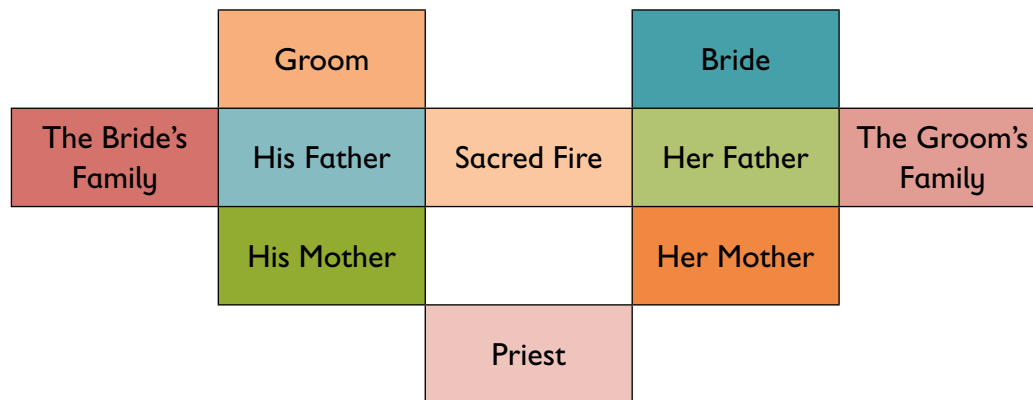 Groom
Bride
The Bride’s
Family
His Father
Sacred Fire
Her Father
The Groom’s
Family
His Mother
Her Mother
Priest